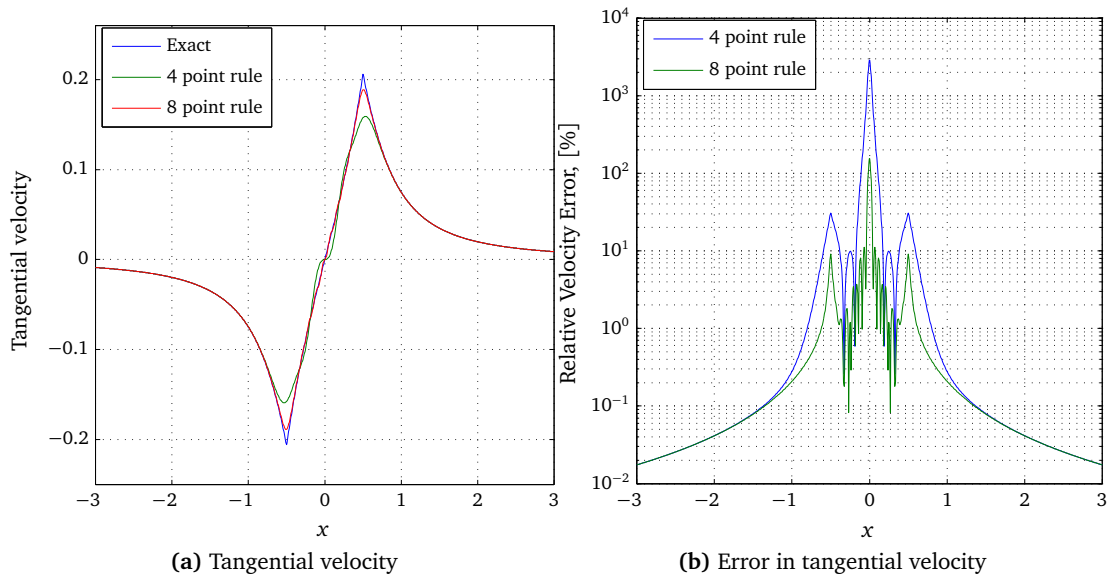 Exact
4 point rule
8 point rule
0.2
0.1
0
−0.1
−0.2
−3
−2
−1
0
1
2
3
Tangential velocity
x
(a) Tangential velocity
4 point rule
8 point rule
10^4
10^3
10^2
10^1
10^0
10^−1
10^−2
−3
−2
−1
0
1
2
3
Relative Velocity Error, [%]
x
(b) Error in tangential velocity